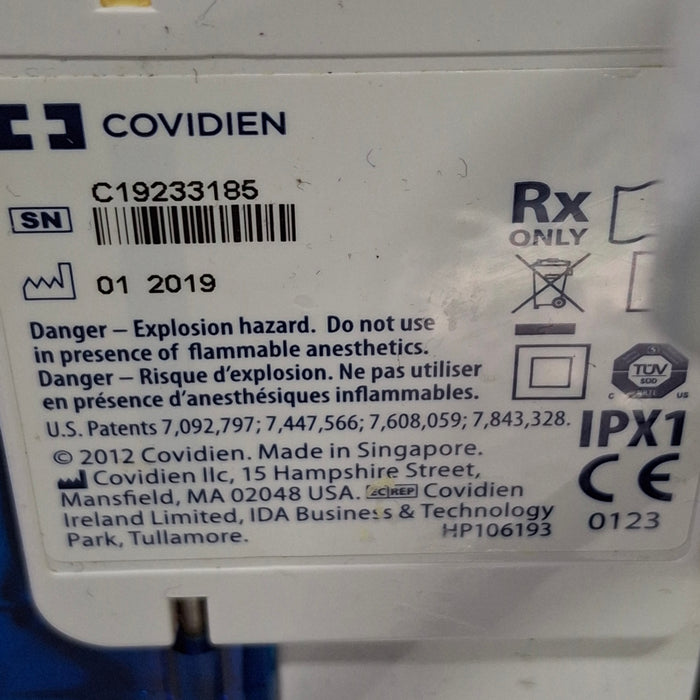 COVIDIEN
SN C19233185
01 2019
Rx
ONLY
Danger – Explosion hazard. Do not use
in presence of flammable anesthetics.
Danger – Risque d'explosion. Ne pas utiliser
en présence d'anesthésiques inflammables.
U.S. Patents 7,092,797; 7,447,566; 7,608,059; 7,843,328.
© 2012 Covidien. Made in Singapore.
Covidien llc, 15 Hampshire Street,
Mansfield, MA 02048 USA. EC REP Covidien
Ireland Limited, IDA Business & Technology
Park, Tullamore.
HP106193
TÜV
SÜD
C US
IPX1
CE
0123